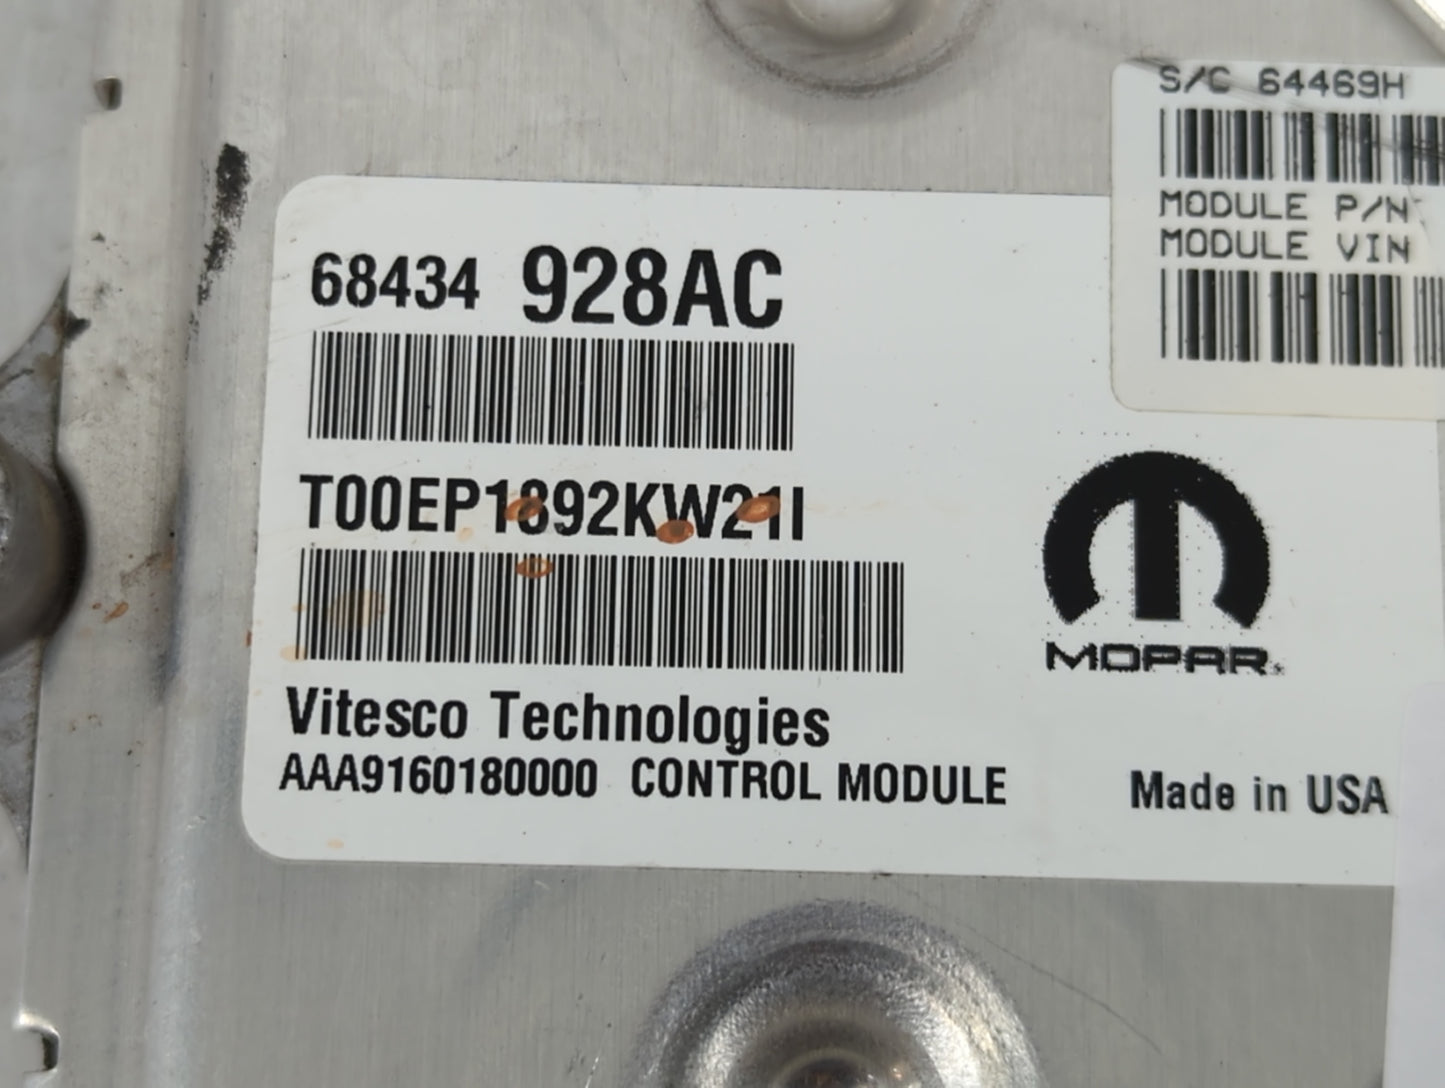 S/C 64469H
MODULE P/N:
MODULE VIN
68434 928AC
T00EP1892KW21I
MOPAR
Vitesco Technologies
AAA9160180000 CONTROL MODULE
Made in USA